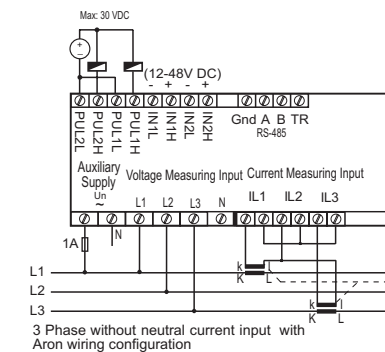 Max: 30 VDC
+
−
(12-48V DC)
- + - +
PUL2L PUL2H PUL1L PUL1H IN1L IN1H IN2L IN2H
Gnd A B TR
RS-485
Auxiliary Supply
Voltage Measuring Input
Current Measuring Input
Un
~
L1 L2 L3 N
IL1 IL2 IL3
1A
N
L1
k l
K L
L2
L3
k l
K L
3 Phase without neutral current input with
Aron wiring configuration